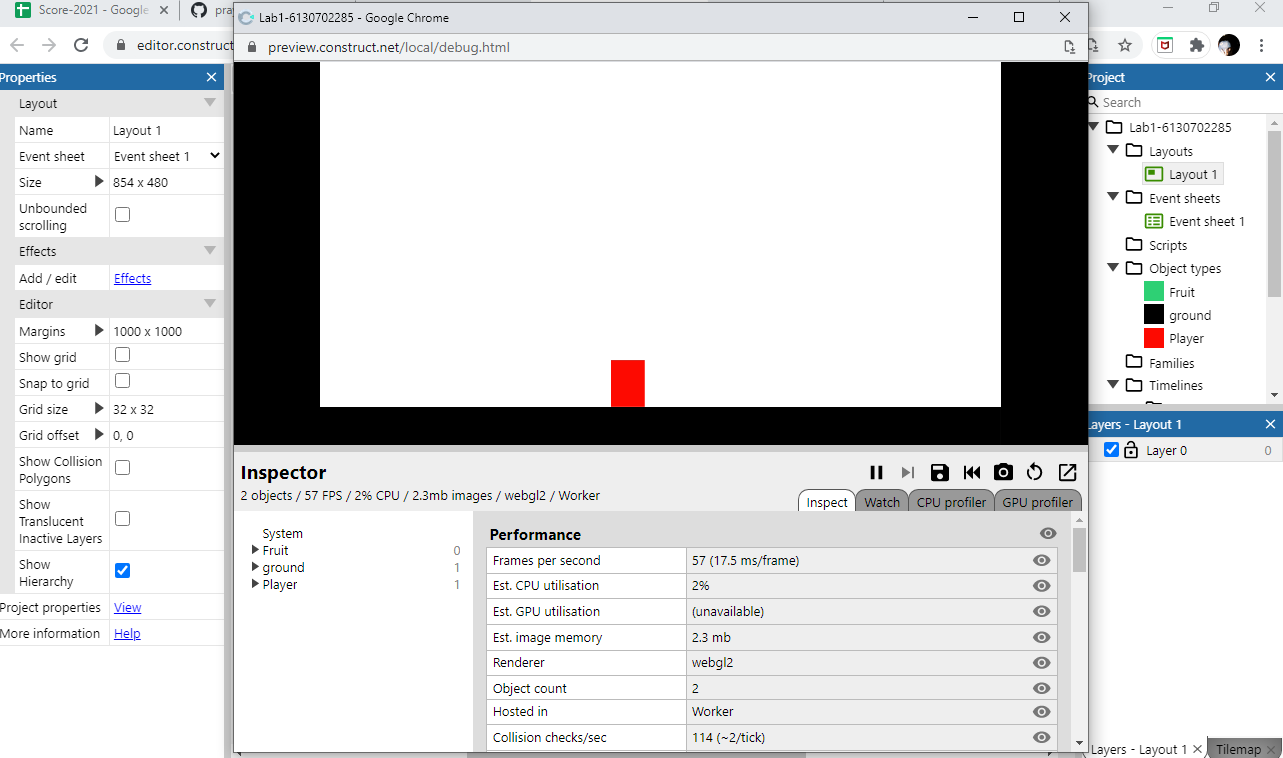 Score-2021 - Google
pra
Lab1-6130702285 - Google Chrome
editor.construct
preview.construct.net/local/debug.html
Properties
Layout
Name Layout 1
Event sheet Event sheet 1
Size 854 x 480
Unbounded
scrolling
Effects
Add / edit Effects
Editor
Margins 1000 x 1000
Show grid
Snap to grid
Grid size 32 x 32
Grid offset 0, 0
Show Collision
Polygons
Show
Translucent
Inactive Layers
Show
Hierarchy
Project properties View
More information Help
Inspector
2 objects / 57 FPS / 2% CPU / 2.3mb images / webgl2 / Worker
Inspect Watch CPU profiler GPU profiler
System
Fruit 0
ground 1
Player 1
Performance
Frames per second 57 (17.5 ms/frame)
Est. CPU utilisation 2%
Est. GPU utilisation (unavailable)
Est. image memory 2.3 mb
Renderer webgl2
Object count 2
Hosted in Worker
Collision checks/sec 114 (~2/tick)
Project
Search
Lab1-6130702285
Layouts
Layout 1
Event sheets
Event sheet 1
Scripts
Object types
Fruit
ground
Player
Families
Timelines
Layers - Layout 1
Layer 0 0
Layers - Layout 1 Tilemap